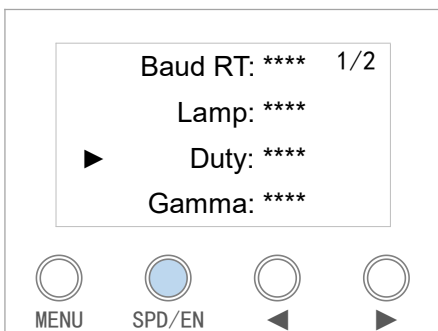 Baud RT: **** 1/2
Lamp: ****
► Duty: ****
Gamma: ****
MENU SPD/EN ◀ ▶